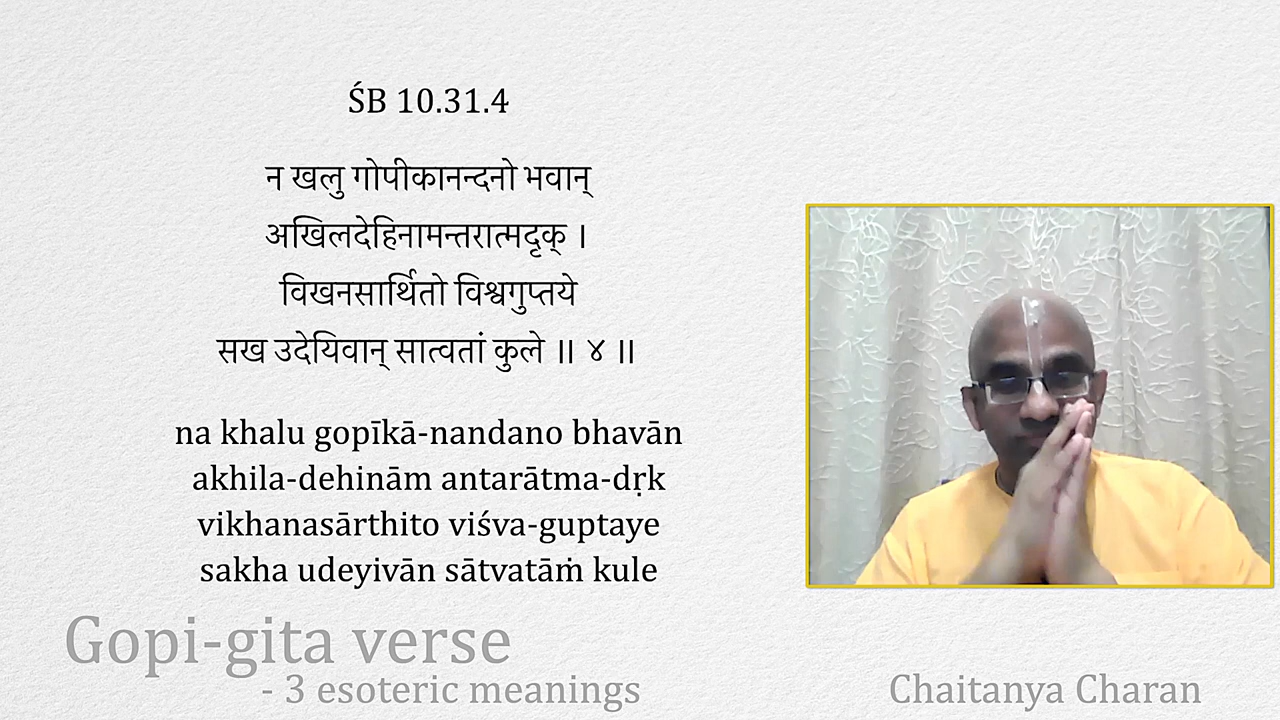 ŚB 10.31.4
न खलु गोपीकानन्दनो भवान्
अखिलदेहिनामन्तरात्मदृक् ।
विखनसार्थितो विश्वगुप्तये
सख उदेयिवान् सात्वतां कुले ॥ ४ ॥
na khalu gopīkā-nandano bhavān
akhila-dehinām antarātma-dṛk
vikhanasārthito viśva-guptaye
sakha udeyivān sātvatāṁ kule
Gopi-gita verse
- 3 esoteric meanings
Chaitanya Charan